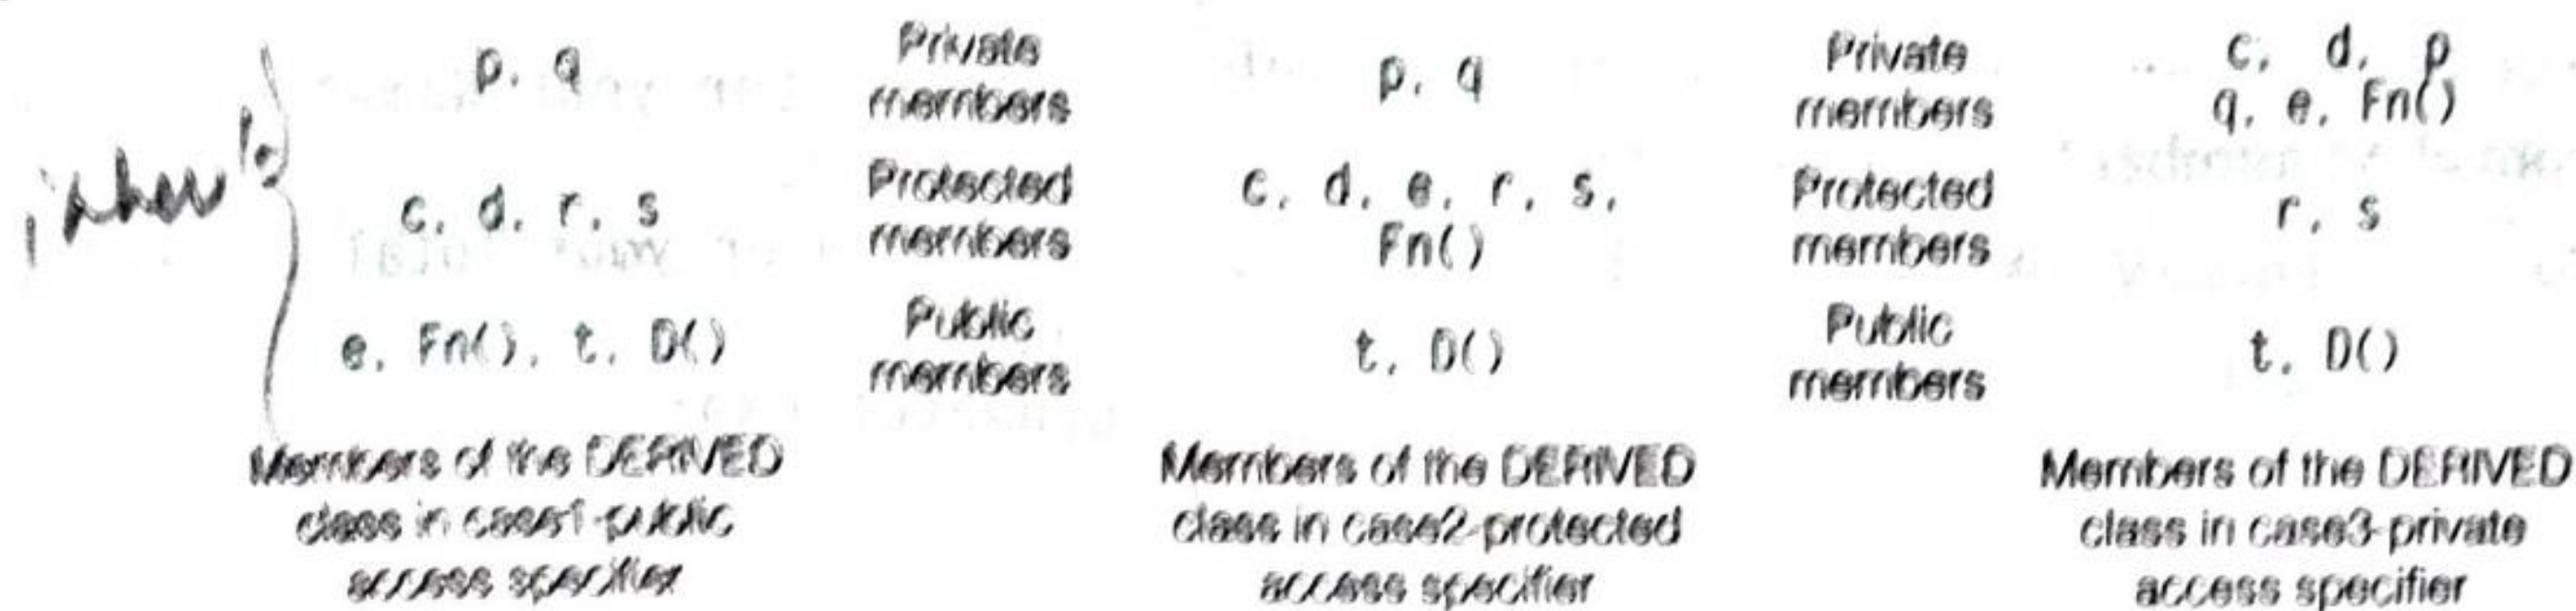 p, q
c, d, r, s
e, Fn(), t, D()
Members of the DERIVED
class in case1-public
access specifier
Private
members
p, q
Protected
members
c, d, e, r, s,
Fn()
Public
members
t, D()
Members of the DERIVED
class in case2-protected
access specifier
Private
members
c, d, p
q, e, Fn()
Protected
members
r, s
Public
members
t, D()
Members of the DERIVED
class in case3-private
access specifier